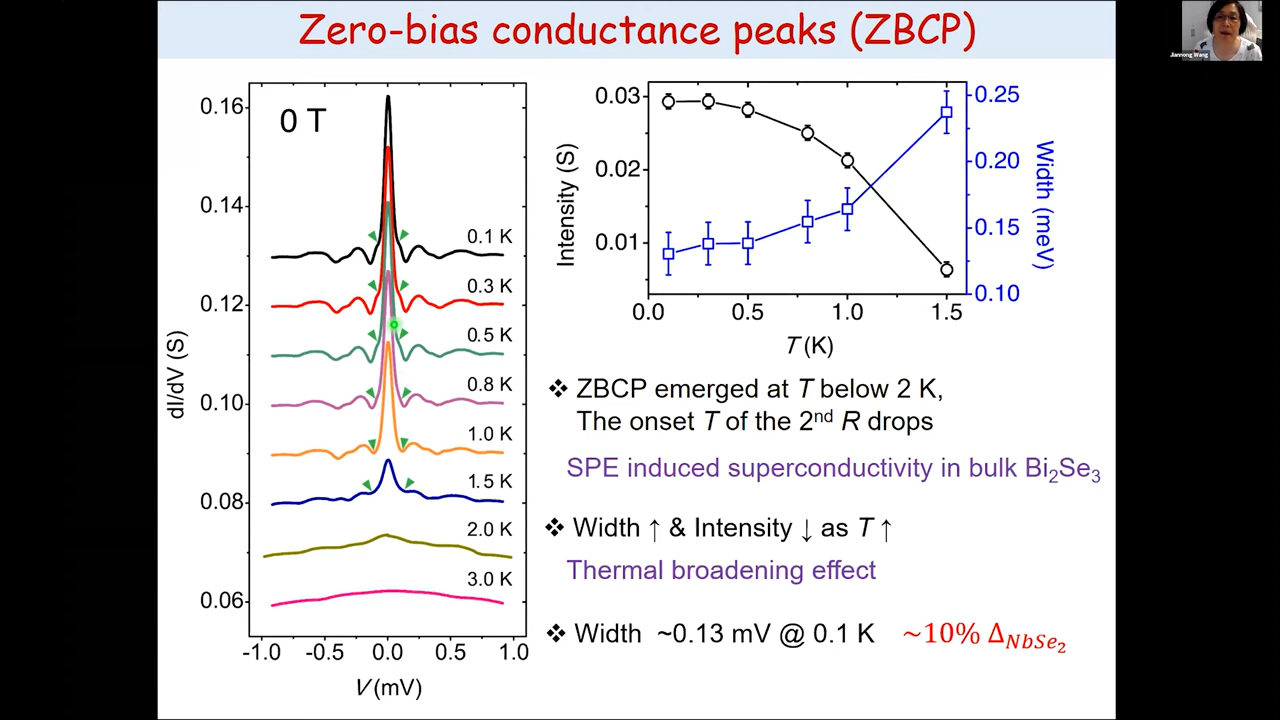 Zero-bias conductance peaks (ZBCP)
Jiannong Wang
0 T
0.16
0.14
0.12
0.10
0.08
0.06
dI/dV (S)
0.1 K
0.3 K
0.5 K
0.8 K
1.0 K
1.5 K
2.0 K
3.0 K
-1.0 -0.5 0.0 0.5 1.0
V (mV)
0.03
0.02
0.01
Intensity (S)
0.25
0.20
0.15
0.10
Width (meV)
0.0 0.5 1.0 1.5
T (K)
❖ ZBCP emerged at T below 2 K,
The onset T of the 2nd R drops
SPE induced superconductivity in bulk Bi₂Se₃
❖ Width ↑ & Intensity ↓ as T ↑
Thermal broadening effect
❖ Width ~0.13 mV @ 0.1 K ~10% Δ_NbSe₂